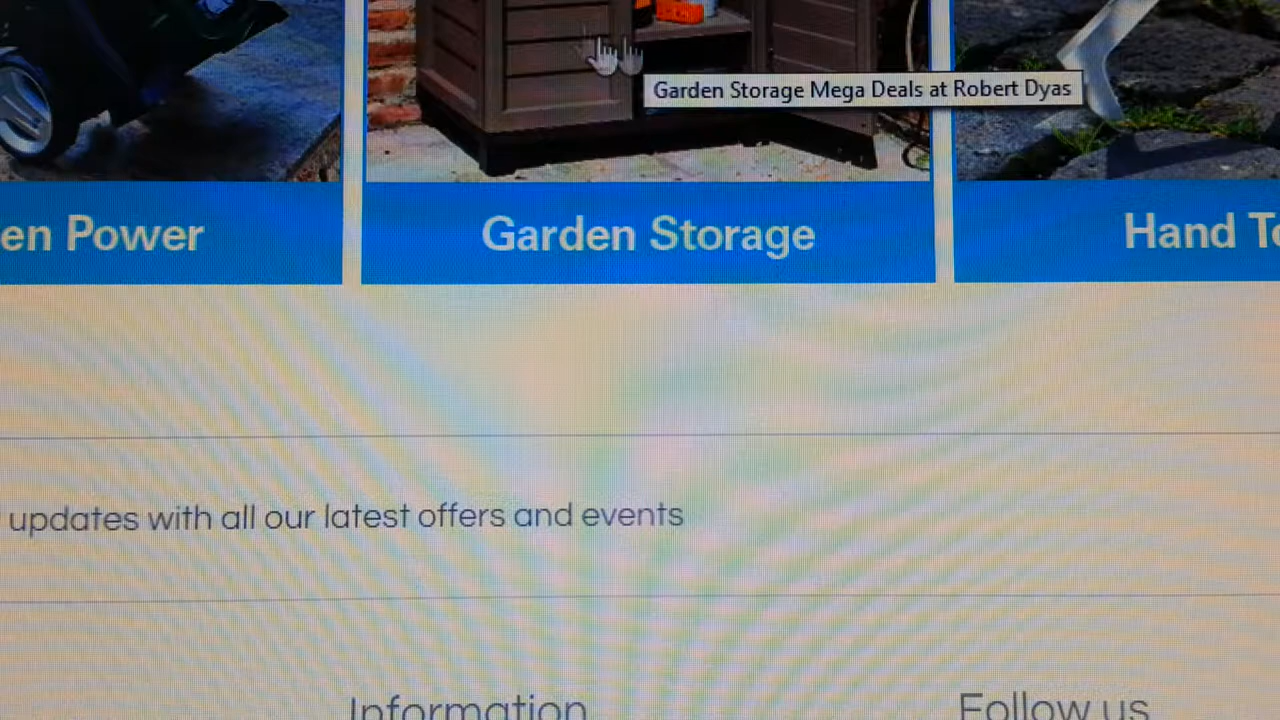 Garden Storage Mega Deals at Robert Dyas
en Power
Garden Storage
Hand To
updates with all our latest offers and events
Information
Follow us